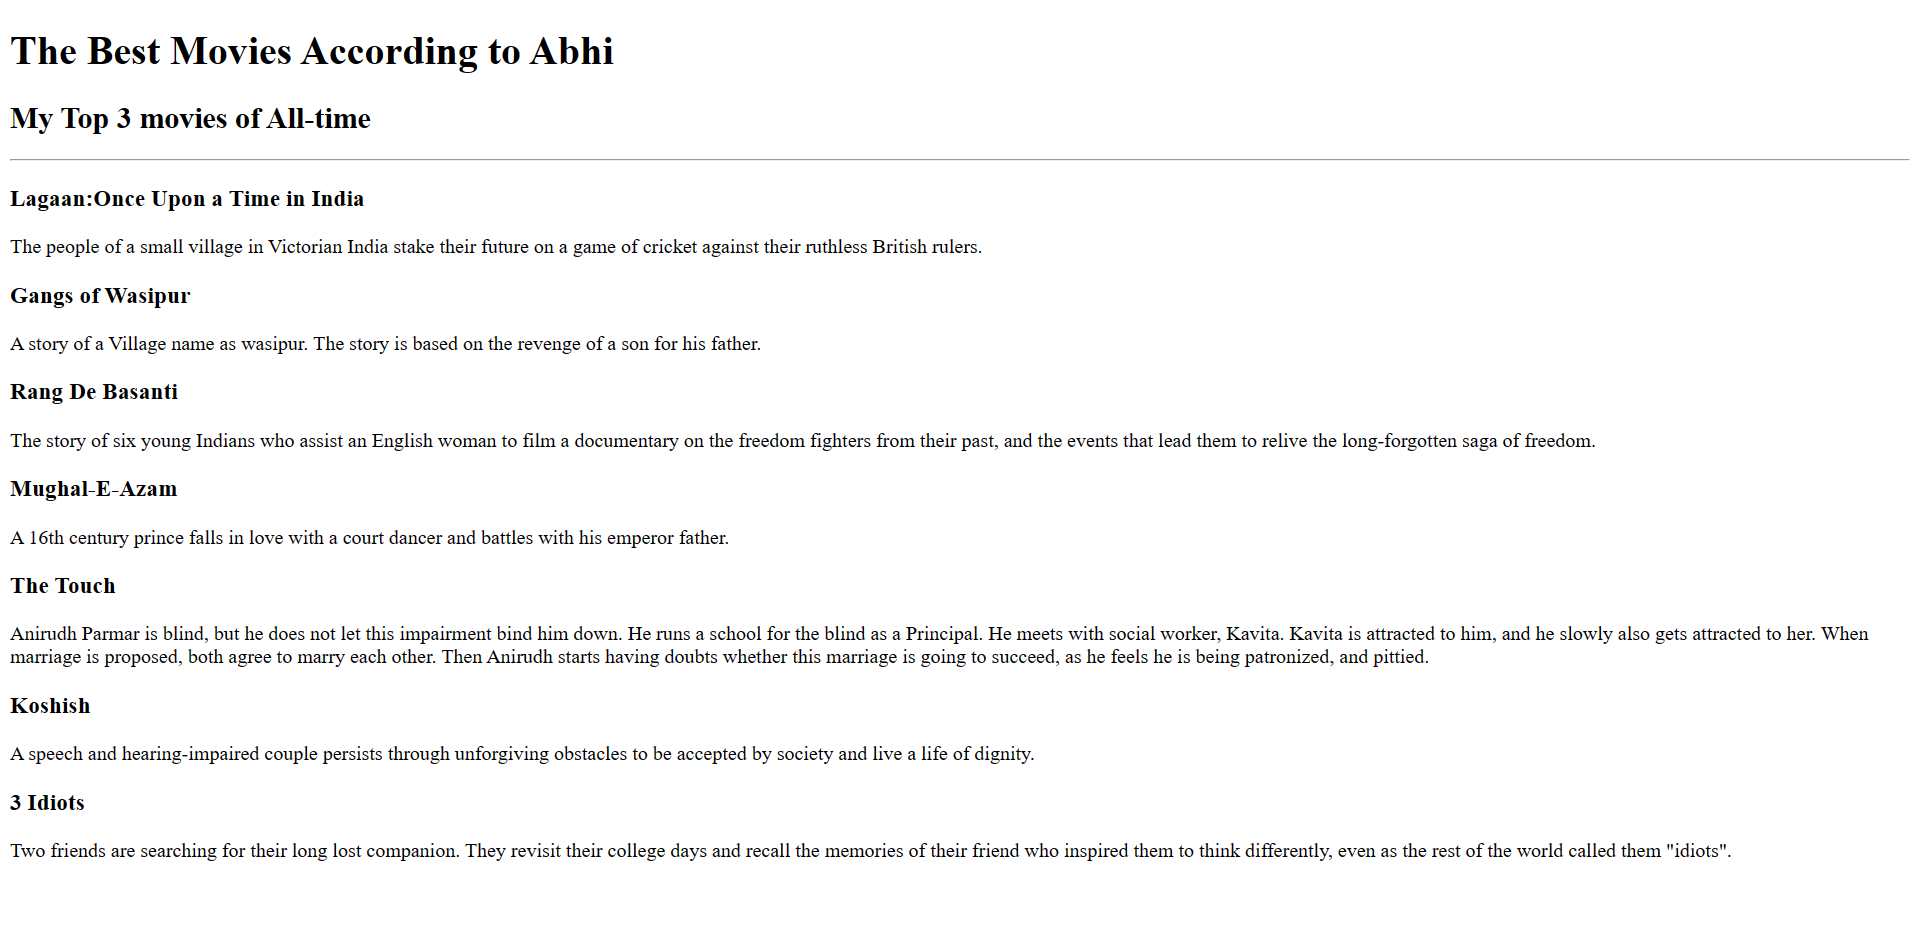 The Best Movies According to Abhi
My Top 3 movies of All-time
Lagaan:Once Upon a Time in India
The people of a small village in Victorian India stake their future on a game of cricket against their ruthless British rulers.
Gangs of Wasipur
A story of a Village name as wasipur. The story is based on the revenge of a son for his father.
Rang De Basanti
The story of six young Indians who assist an English woman to film a documentary on the freedom fighters from their past, and the events that lead them to relive the long-forgotten saga of freedom.
Mughal-E-Azam
A 16th century prince falls in love with a court dancer and battles with his emperor father.
The Touch
Anirudh Parmar is blind, but he does not let this impairment bind him down. He runs a school for the blind as a Principal. He meets with social worker, Kavita. Kavita is attracted to him, and he slowly also gets attracted to her. When
marriage is proposed, both agree to marry each other. Then Anirudh starts having doubts whether this marriage is going to succeed, as he feels he is being patronized, and pittied.
Koshish
A speech and hearing-impaired couple persists through unforgiving obstacles to be accepted by society and live a life of dignity.
3 Idiots
Two friends are searching for their long lost companion. They revisit their college days and recall the memories of their friend who inspired them to think differently, even as the rest of the world called them "idiots".